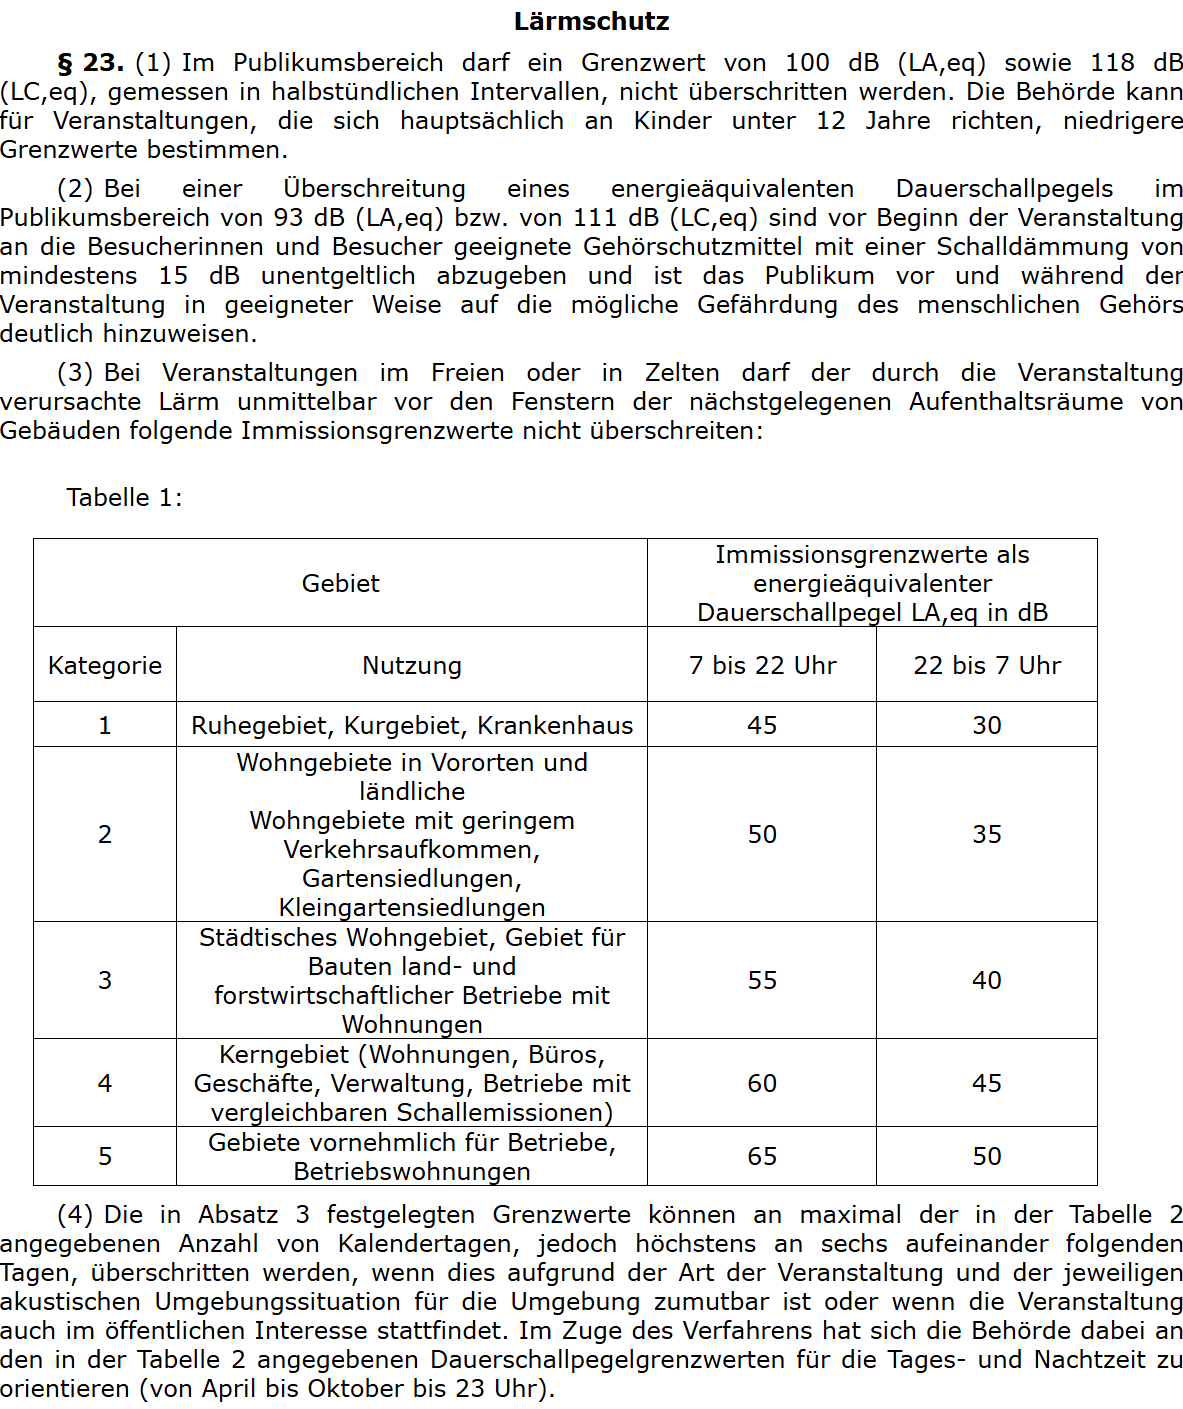 Lärmschutz
§ 23. (1) Im Publikumsbereich darf ein Grenzwert von 100 dB (LA,eq) sowie 118 dB
(LC,eq), gemessen in halbstündlichen Intervallen, nicht überschritten werden. Die Behörde kann
für Veranstaltungen, die sich hauptsächlich an Kinder unter 12 Jahre richten, niedrigere
Grenzwerte bestimmen.
(2) Bei einer Überschreitung eines energieäquivalenten Dauerschallpegels im
Publikumsbereich von 93 dB (LA,eq) bzw. von 111 dB (LC,eq) sind vor Beginn der Veranstaltung
an die Besucherinnen und Besucher geeignete Gehörschutzmittel mit einer Schalldämmung von
mindestens 15 dB unentgeltlich abzugeben und ist das Publikum vor und während der
Veranstaltung in geeigneter Weise auf die mögliche Gefährdung des menschlichen Gehörs
deutlich hinzuweisen.
(3) Bei Veranstaltungen im Freien oder in Zelten darf der durch die Veranstaltung
verursachte Lärm unmittelbar vor den Fenstern der nächstgelegenen Aufenthaltsräume von
Gebäuden folgende Immissionsgrenzwerte nicht überschreiten:
Tabelle 1:
Gebiet
Immissionsgrenzwerte als
energieäquivalenter
Dauerschallpegel LA,eq in dB
Kategorie
Nutzung
7 bis 22 Uhr
22 bis 7 Uhr
1
Ruhegebiet, Kurgebiet, Krankenhaus
45
30
2
Wohngebiete in Vororten und
ländliche
Wohngebiete mit geringem
Verkehrsaufkommen,
Gartensiedlungen,
Kleingartensiedlungen
50
35
3
Städtisches Wohngebiet, Gebiet für
Bauten land- und
forstwirtschaftlicher Betriebe mit
Wohnungen
55
40
4
Kerngebiet (Wohnungen, Büros,
Geschäfte, Verwaltung, Betriebe mit
vergleichbaren Schallemissionen)
60
45
5
Gebiete vornehmlich für Betriebe,
Betriebswohnungen
65
50
(4) Die in Absatz 3 festgelegten Grenzwerte können an maximal der in der Tabelle 2
angegebenen Anzahl von Kalendertagen, jedoch höchstens an sechs aufeinander folgenden
Tagen, überschritten werden, wenn dies aufgrund der Art der Veranstaltung und der jeweiligen
akustischen Umgebungssituation für die Umgebung zumutbar ist oder wenn die Veranstaltung
auch im öffentlichen Interesse stattfindet. Im Zuge des Verfahrens hat sich die Behörde dabei an
den in der Tabelle 2 angegebenen Dauerschallpegelgrenzwerten für die Tages- und Nachtzeit zu
orientieren (von April bis Oktober bis 23 Uhr).